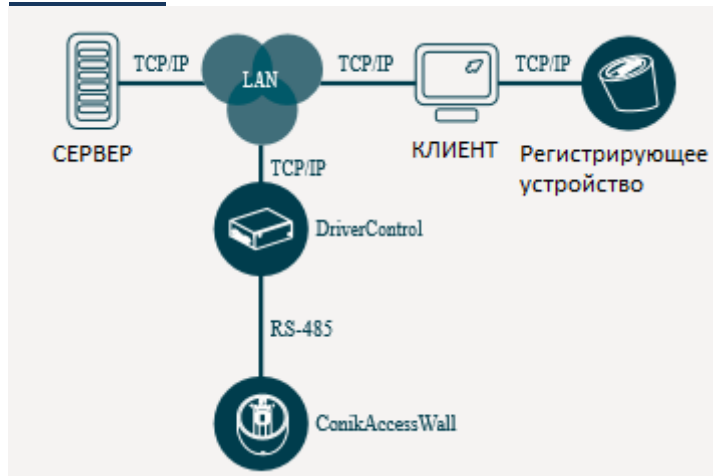 TCP/IP
TCP/IP
TCP/IP
LAN
СЕРВЕР
КЛИЕНТ
Регистрирующее
устройство
TCP/IP
DriverControl
RS-485
ConikAccessWall